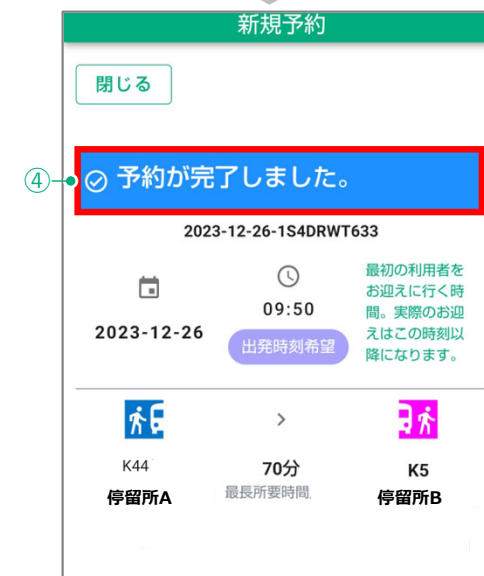 新規予約
閉じる
④
予約が完了しました。
2023-12-26-1S4DRWT633
2023-12-26
09:50
出発時刻希望
最初の利用者を
お迎えに行く時
間。実際のお迎
えはこの時刻以
降になります。
K44
停留所A
70分
最長所要時間
K5
停留所B